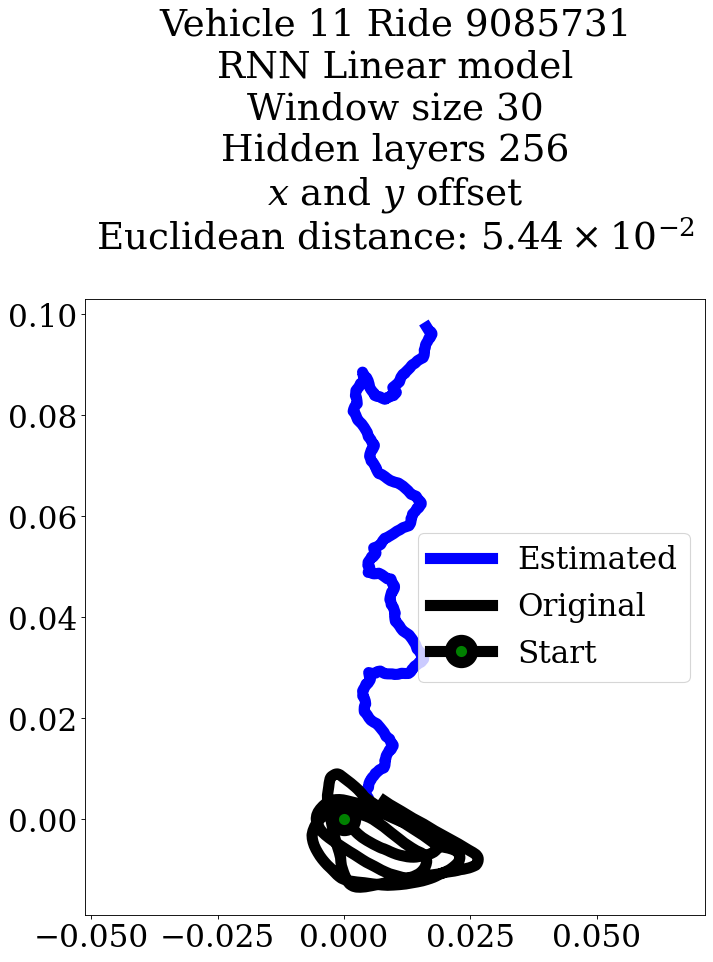 Vehicle 11 Ride 9085731
RNN Linear model
Window size 30
Hidden layers 256
x and y offset
Euclidean distance: 5.44 × 10⁻²
0.10
0.08
0.06
0.04
0.02
0.00
Estimated
Original
Start
−0.050
−0.025
0.000
0.025
0.050